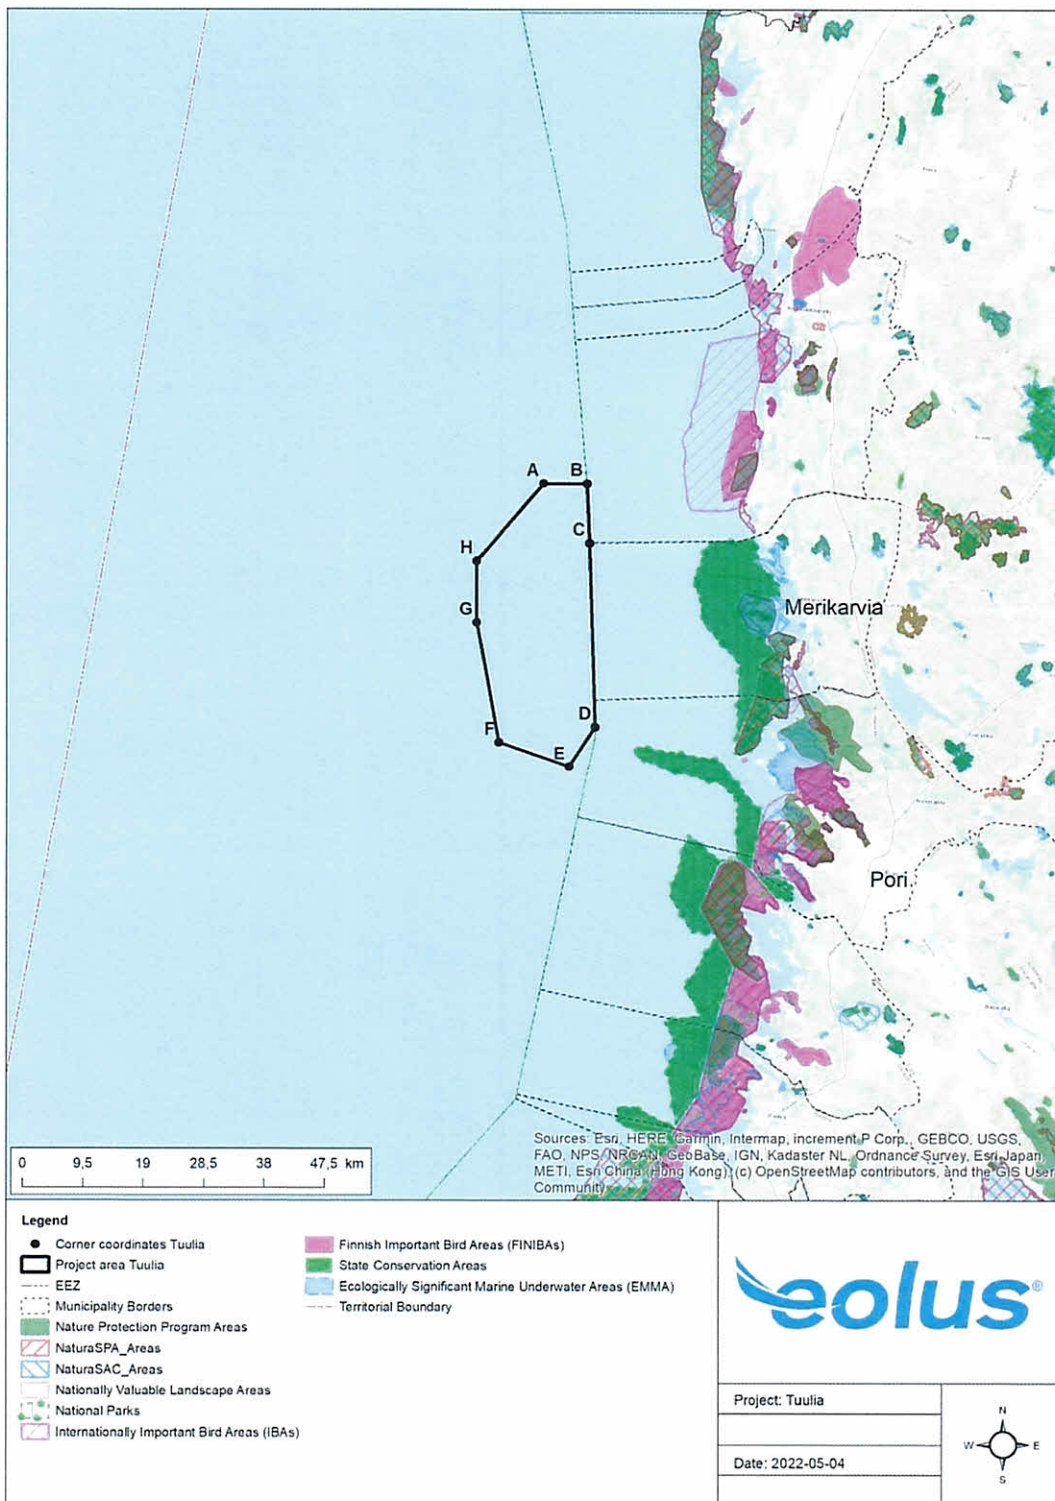 A
B
C
H
G
Merikarvia
D
F
E
Pori
0 9,5 19 28,5 38 47,5 km
Sources: Esri, HERE, Garmin, Intermap, increment P Corp., GEBCO, USGS,
FAO, NPS, NRCAN, GeoBase, IGN, Kadaster NL, Ordnance Survey, Esri Japan,
METI, Esri China (Hong Kong), (c) OpenStreetMap contributors, and the GIS User
Community
Legend
Corner coordinates Tuulia
Project area Tuulia
EEZ
Municipality Borders
Nature Protection Program Areas
NaturaSPA_Areas
NaturaSAC_Areas
Nationally Valuable Landscape Areas
National Parks
Internationally Important Bird Areas (IBAs)
Finnish Important Bird Areas (FINIBAs)
State Conservation Areas
Ecologically Significant Marine Underwater Areas (EMMA)
Territorial Boundary
eolus®
Project: Tuulia
Date: 2022-05-04
N
W E
S